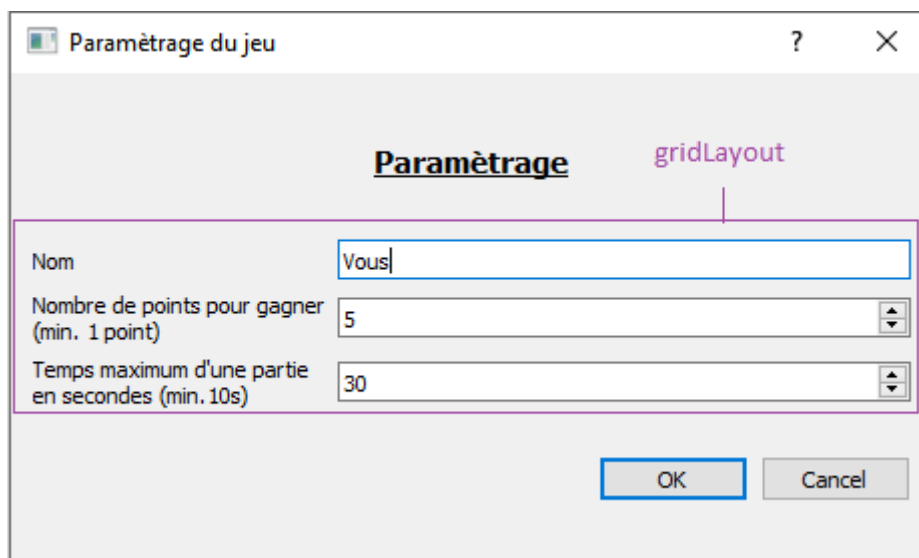 Paramètrage du jeu
?
Paramètrage
gridLayout
Nom
Vous
Nombre de points pour gagner
(min. 1 point)
5
Temps maximum d'une partie
en secondes (min. 10s)
30
OK
Cancel